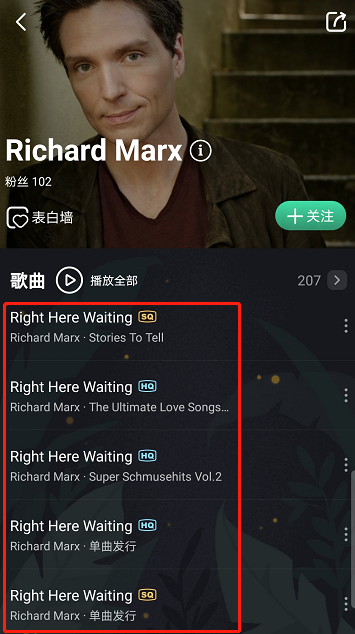 Richard Marx
粉丝 102
表白墙
关注
歌曲 播放全部 207
Right Here Waiting SQ
Richard Marx · Stories To Tell
Right Here Waiting HQ
Richard Marx · The Ultimate Love Songs...
Right Here Waiting HQ
Richard Marx · Super Schmusehits Vol.2
Right Here Waiting HQ
Richard Marx · 单曲发行
Right Here Waiting SQ
Richard Marx · 单曲发行